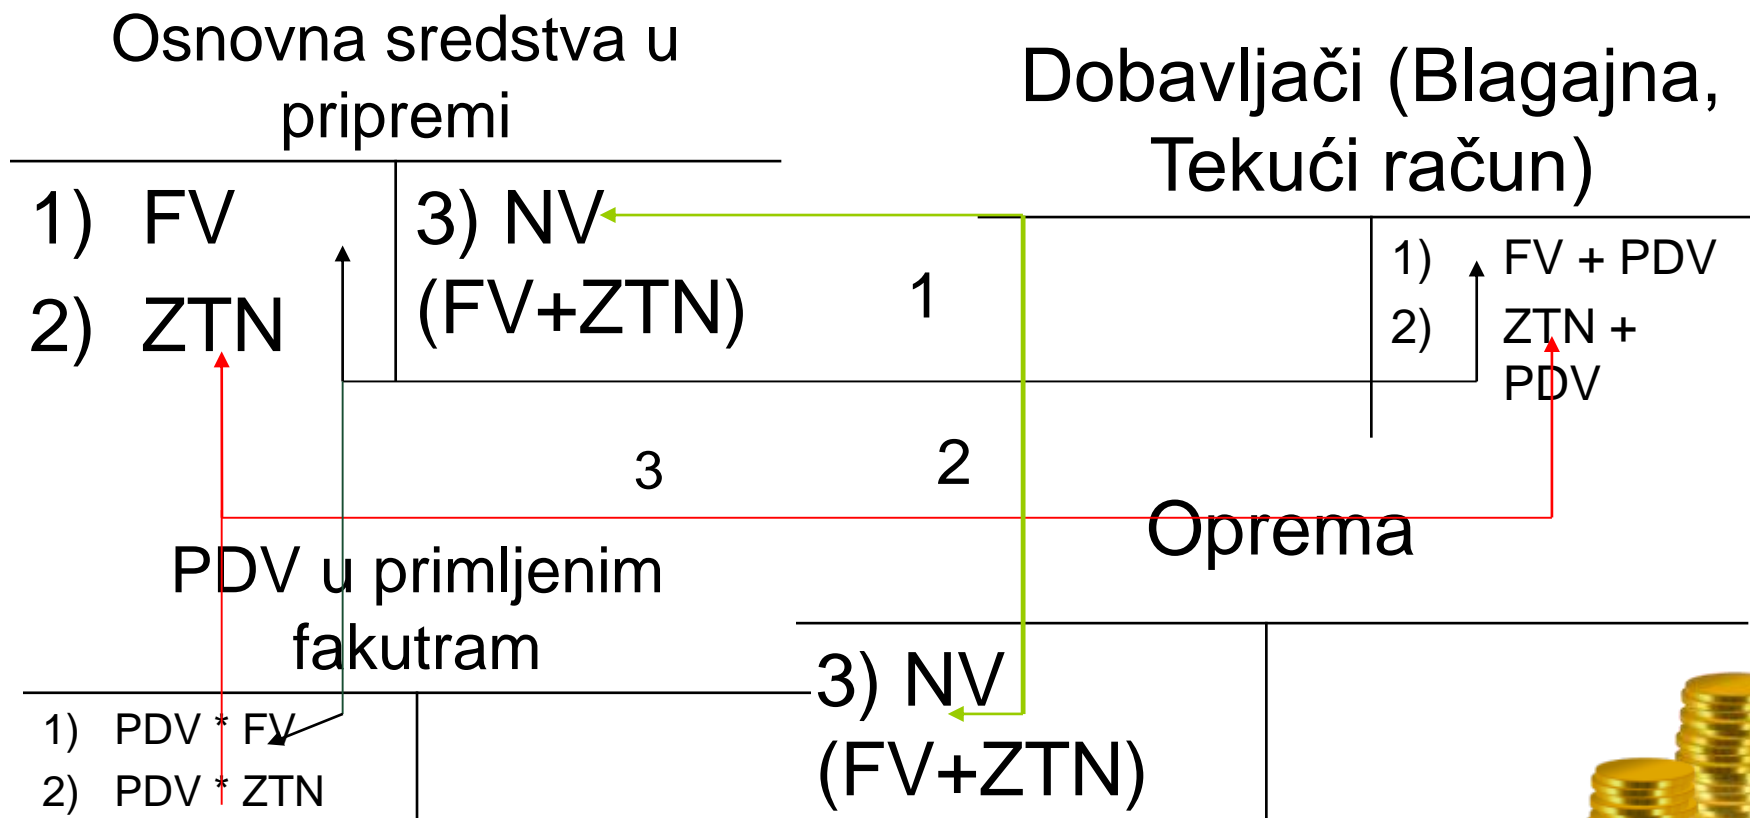 Osnovna sredstva u
pripremi
1) FV
2) ZTN
3) NV
(FV+ZTN)
Dobavljači (Blagajna,
Tekući račun)
1) FV + PDV
2) ZTN +
PDV
1
2
3
PDV u primljenim
fakutram
1) PDV * FV
2) PDV * ZTN
Oprema
3) NV
(FV+ZTN)